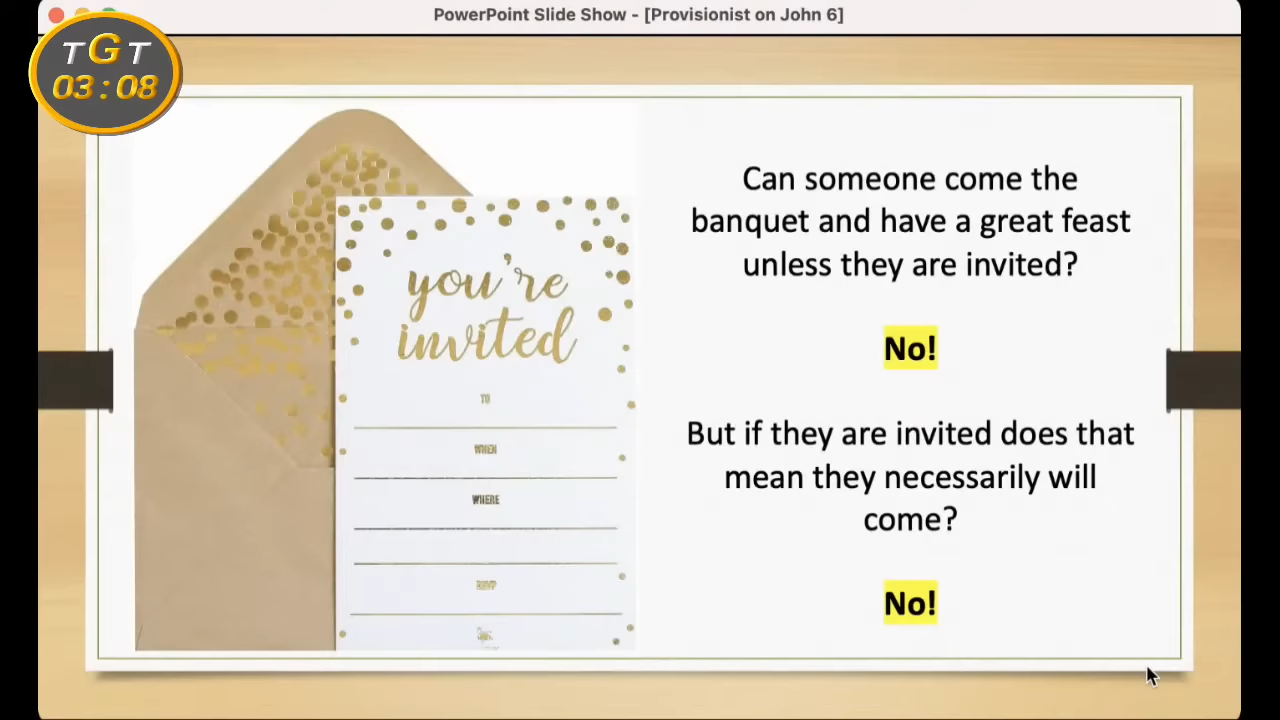 PowerPoint Slide Show - [Provisionist on John 6]
TGT
03:08
you're
invited
TO
WHEN
WHERE
RSVP
Can someone come the
banquet and have a great feast
unless they are invited?
No!
But if they are invited does that
mean they necessarily will
come?
No!